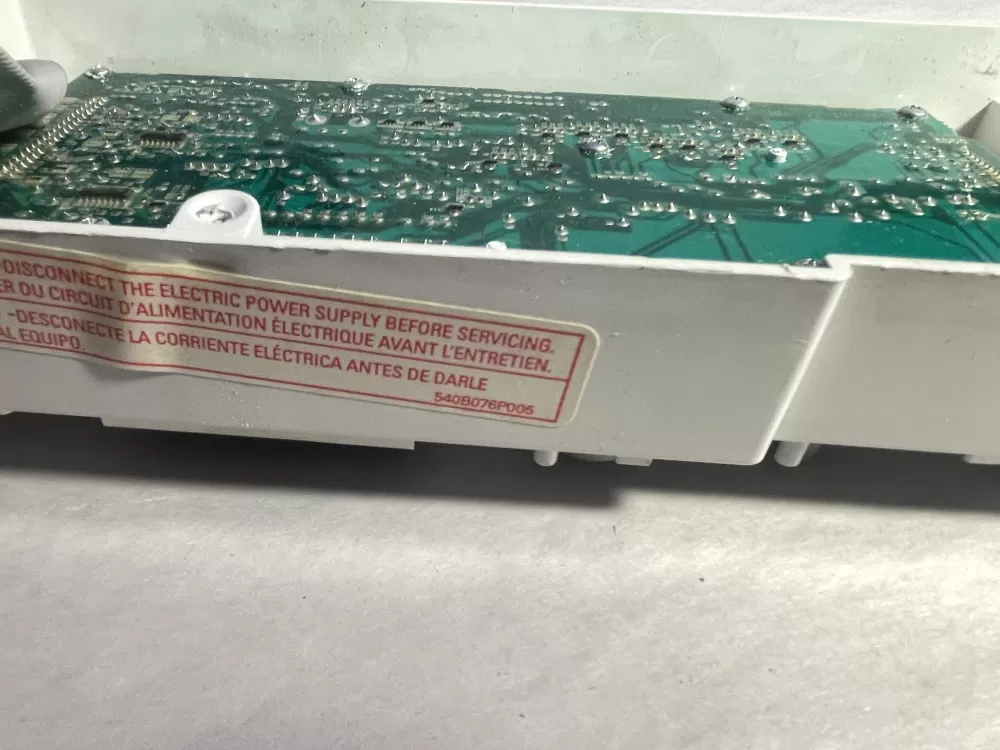 DISCONNECT THE ELECTRIC POWER SUPPLY BEFORE SERVICING.
ER DU CIRCUIT D'ALIMENTATION ÉLECTRIQUE AVANT L'ENTRETIEN.
-DESCONECTE LA CORRIENTE ELÉCTRICA ANTES DE DARLE
AL EQUIPO.
540B076P005